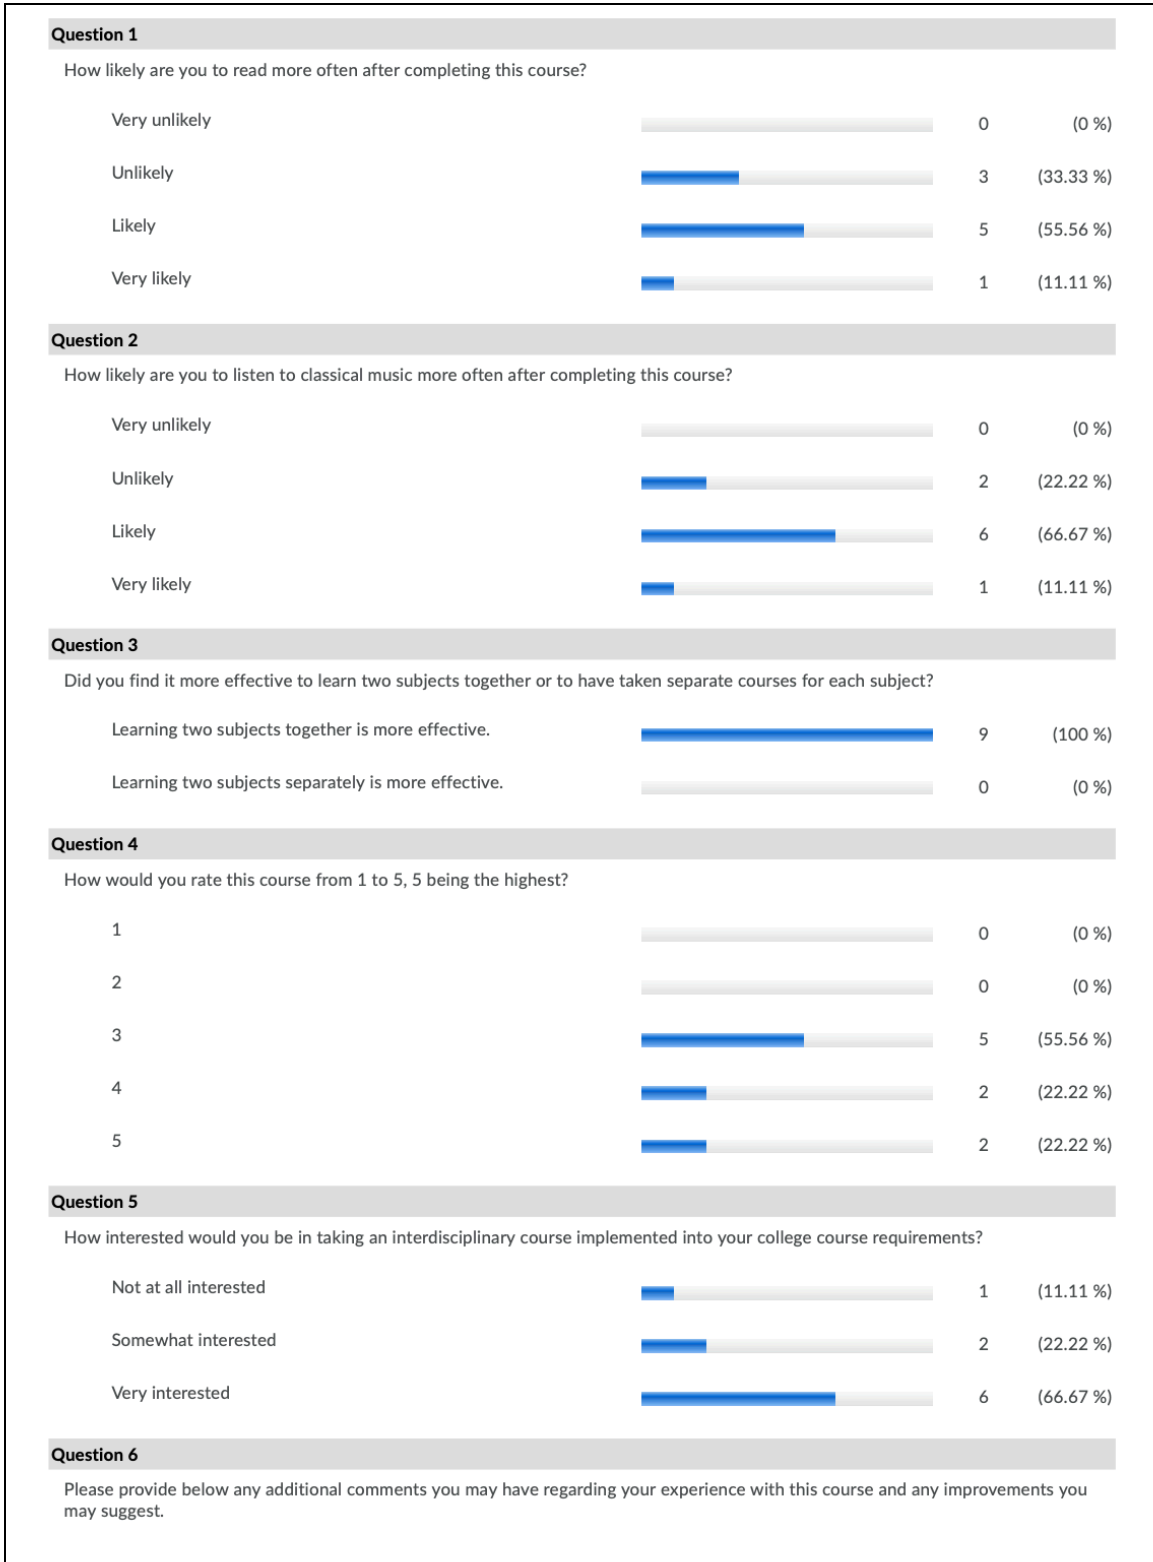 Question 1
How likely are you to read more often after completing this course?
Very unlikely 0 (0 %)
Unlikely 3 (33.33 %)
Likely 5 (55.56 %)
Very likely 1 (11.11 %)
Question 2
How likely are you to listen to classical music more often after completing this course?
Very unlikely 0 (0 %)
Unlikely 2 (22.22 %)
Likely 6 (66.67 %)
Very likely 1 (11.11 %)
Question 3
Did you find it more effective to learn two subjects together or to have taken separate courses for each subject?
Learning two subjects together is more effective. 9 (100 %)
Learning two subjects separately is more effective. 0 (0 %)
Question 4
How would you rate this course from 1 to 5, 5 being the highest?
1 0 (0 %)
2 0 (0 %)
3 5 (55.56 %)
4 2 (22.22 %)
5 2 (22.22 %)
Question 5
How interested would you be in taking an interdisciplinary course implemented into your college course requirements?
Not at all interested 1 (11.11 %)
Somewhat interested 2 (22.22 %)
Very interested 6 (66.67 %)
Question 6
Please provide below any additional comments you may have regarding your experience with this course and any improvements you
may suggest.